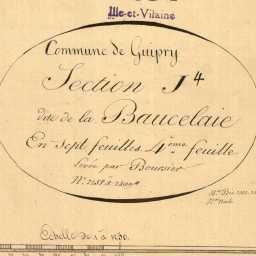 Ille-et-Vilaine
Commune de Guipry
Section J⁴
dite de la Baucelaie
En sept feuilles 4ème feuille
Levée par Boursier
Echelle de 1 à 1250.